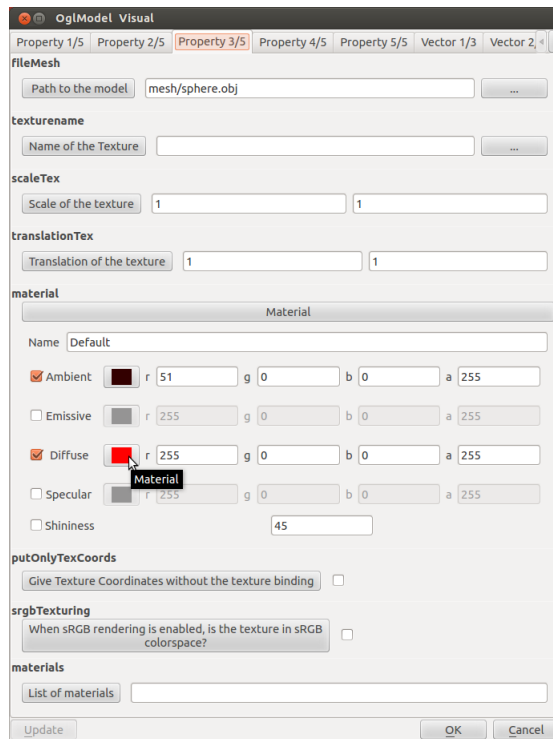 OglModel Visual
Property 1/5 Property 2/5 Property 3/5 Property 4/5 Property 5/5 Vector 1/3 Vector 2
fileMesh
Path to the model mesh/sphere.obj ...
texturename
Name of the Texture ...
scaleTex
Scale of the texture 1 1
translationTex
Translation of the texture 1 1
material
Material
Name Default
Ambient r 51 g 0 b 0 a 255
Emissive r 255 g 0 b 0 a 255
Diffuse r 255 g 0 b 0 a 255
Material
Specular r 255 g 0 b 0 a 255
Shininess 45
putOnlyTexCoords
Give Texture Coordinates without the texture binding
srgbTexturing
When sRGB rendering is enabled, is the texture in sRGB
colorspace?
materials
List of materials
Update OK Cancel